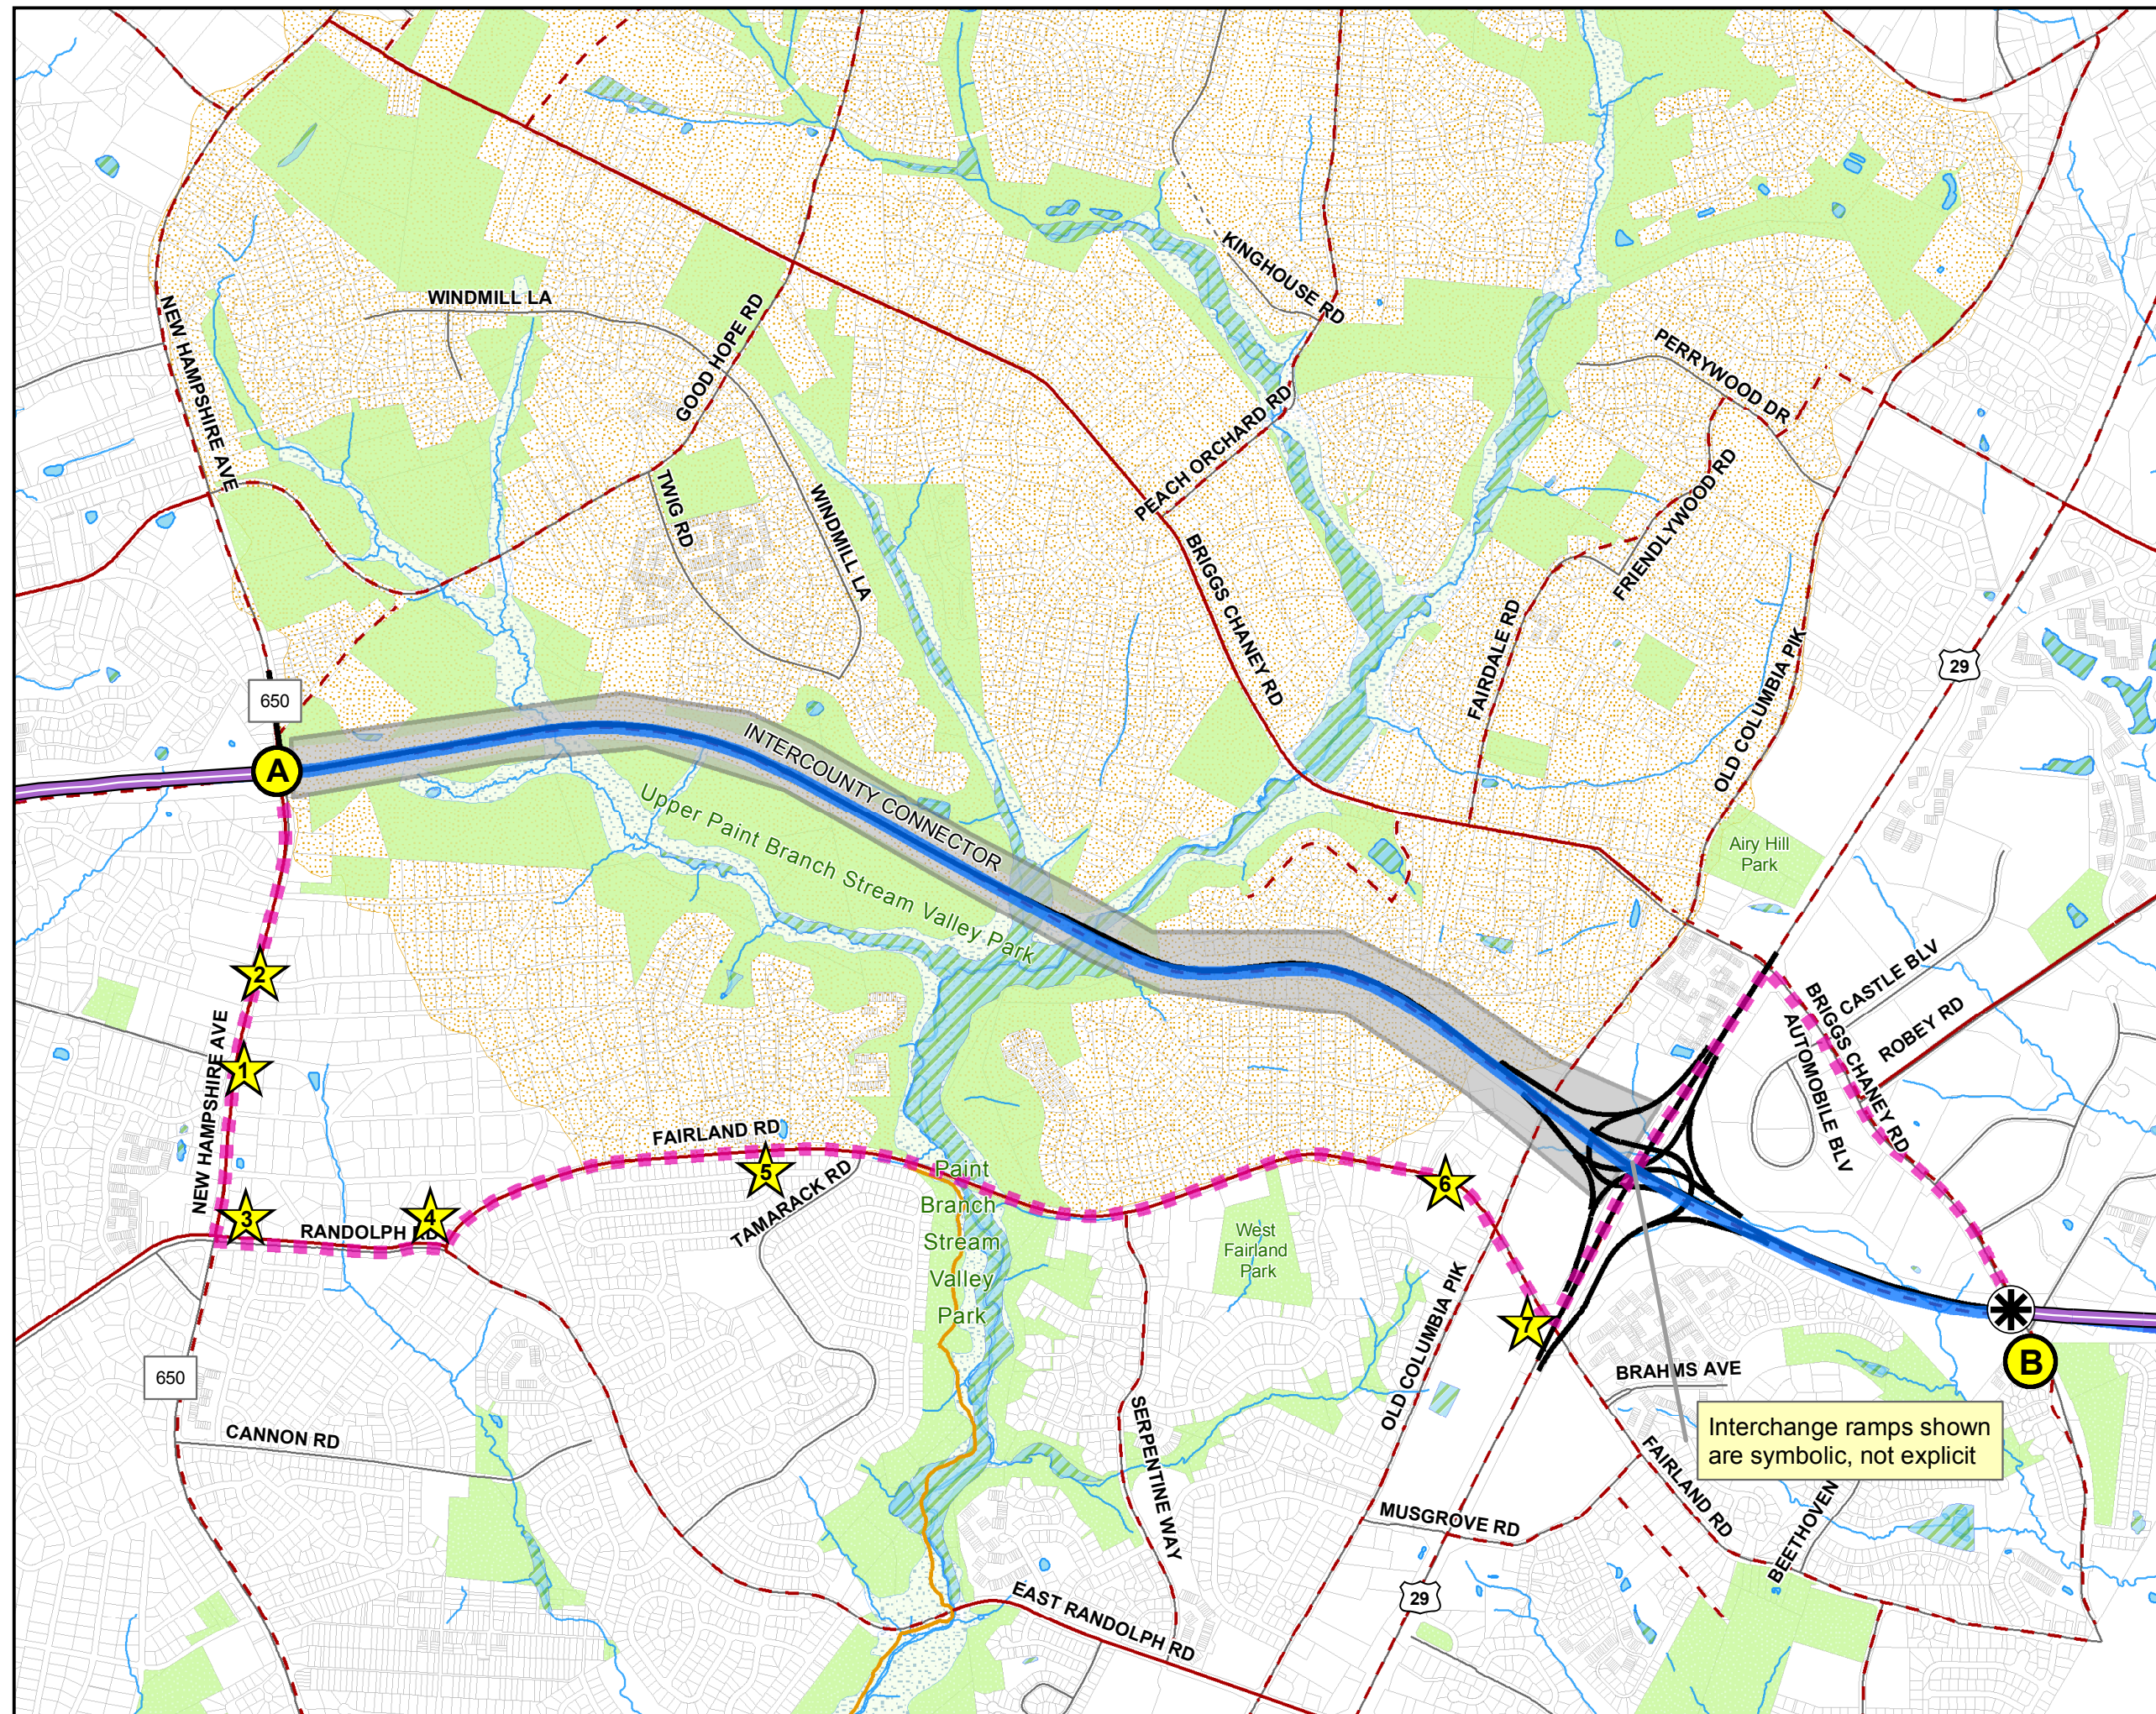 WINDMILL LA
NEW HAMPSHIRE AVE
GOOD HOPE RD
KINGHOUSE RD
PERRYWOOD DR
PEACH ORCHARD RD
TWIG RD
WINDMILL LA
BRIGGS CHANEY RD
FRIENDLYWOOD RD
FAIRDALE RD
OLD COLUMBIA PIK
29
650
A
INTERCOUNTY CONNECTOR
Upper Paint Branch Stream Valley Park
Airy Hill
Park
CASTLE BLV
BRIGGS CHANEY RD
AUTOMOBILE BLV
ROBEY RD
2
1
NEW HAMPSHIRE AVE
FAIRLAND RD
5
TAMARACK RD
3
RANDOLPH RD
4
Paint
Branch
Stream
Valley
Park
West
Fairland
Park
6
7
OLD COLUMBIA PIK
B
650
BRAHMS AVE
Interchange ramps shown
are symbolic, not explicit
CANNON RD
SERPENTINE WAY
MUSGROVE RD
FAIRLAND RD
BEETHOVEN
29
EAST RANDOLPH RD